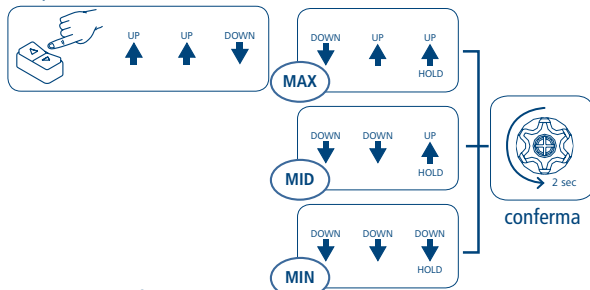 UP UP DOWN
DOWN UP UP
HOLD
MAX
DOWN DOWN UP
HOLD
MID
DOWN DOWN DOWN
HOLD
MIN
2 sec
conferma